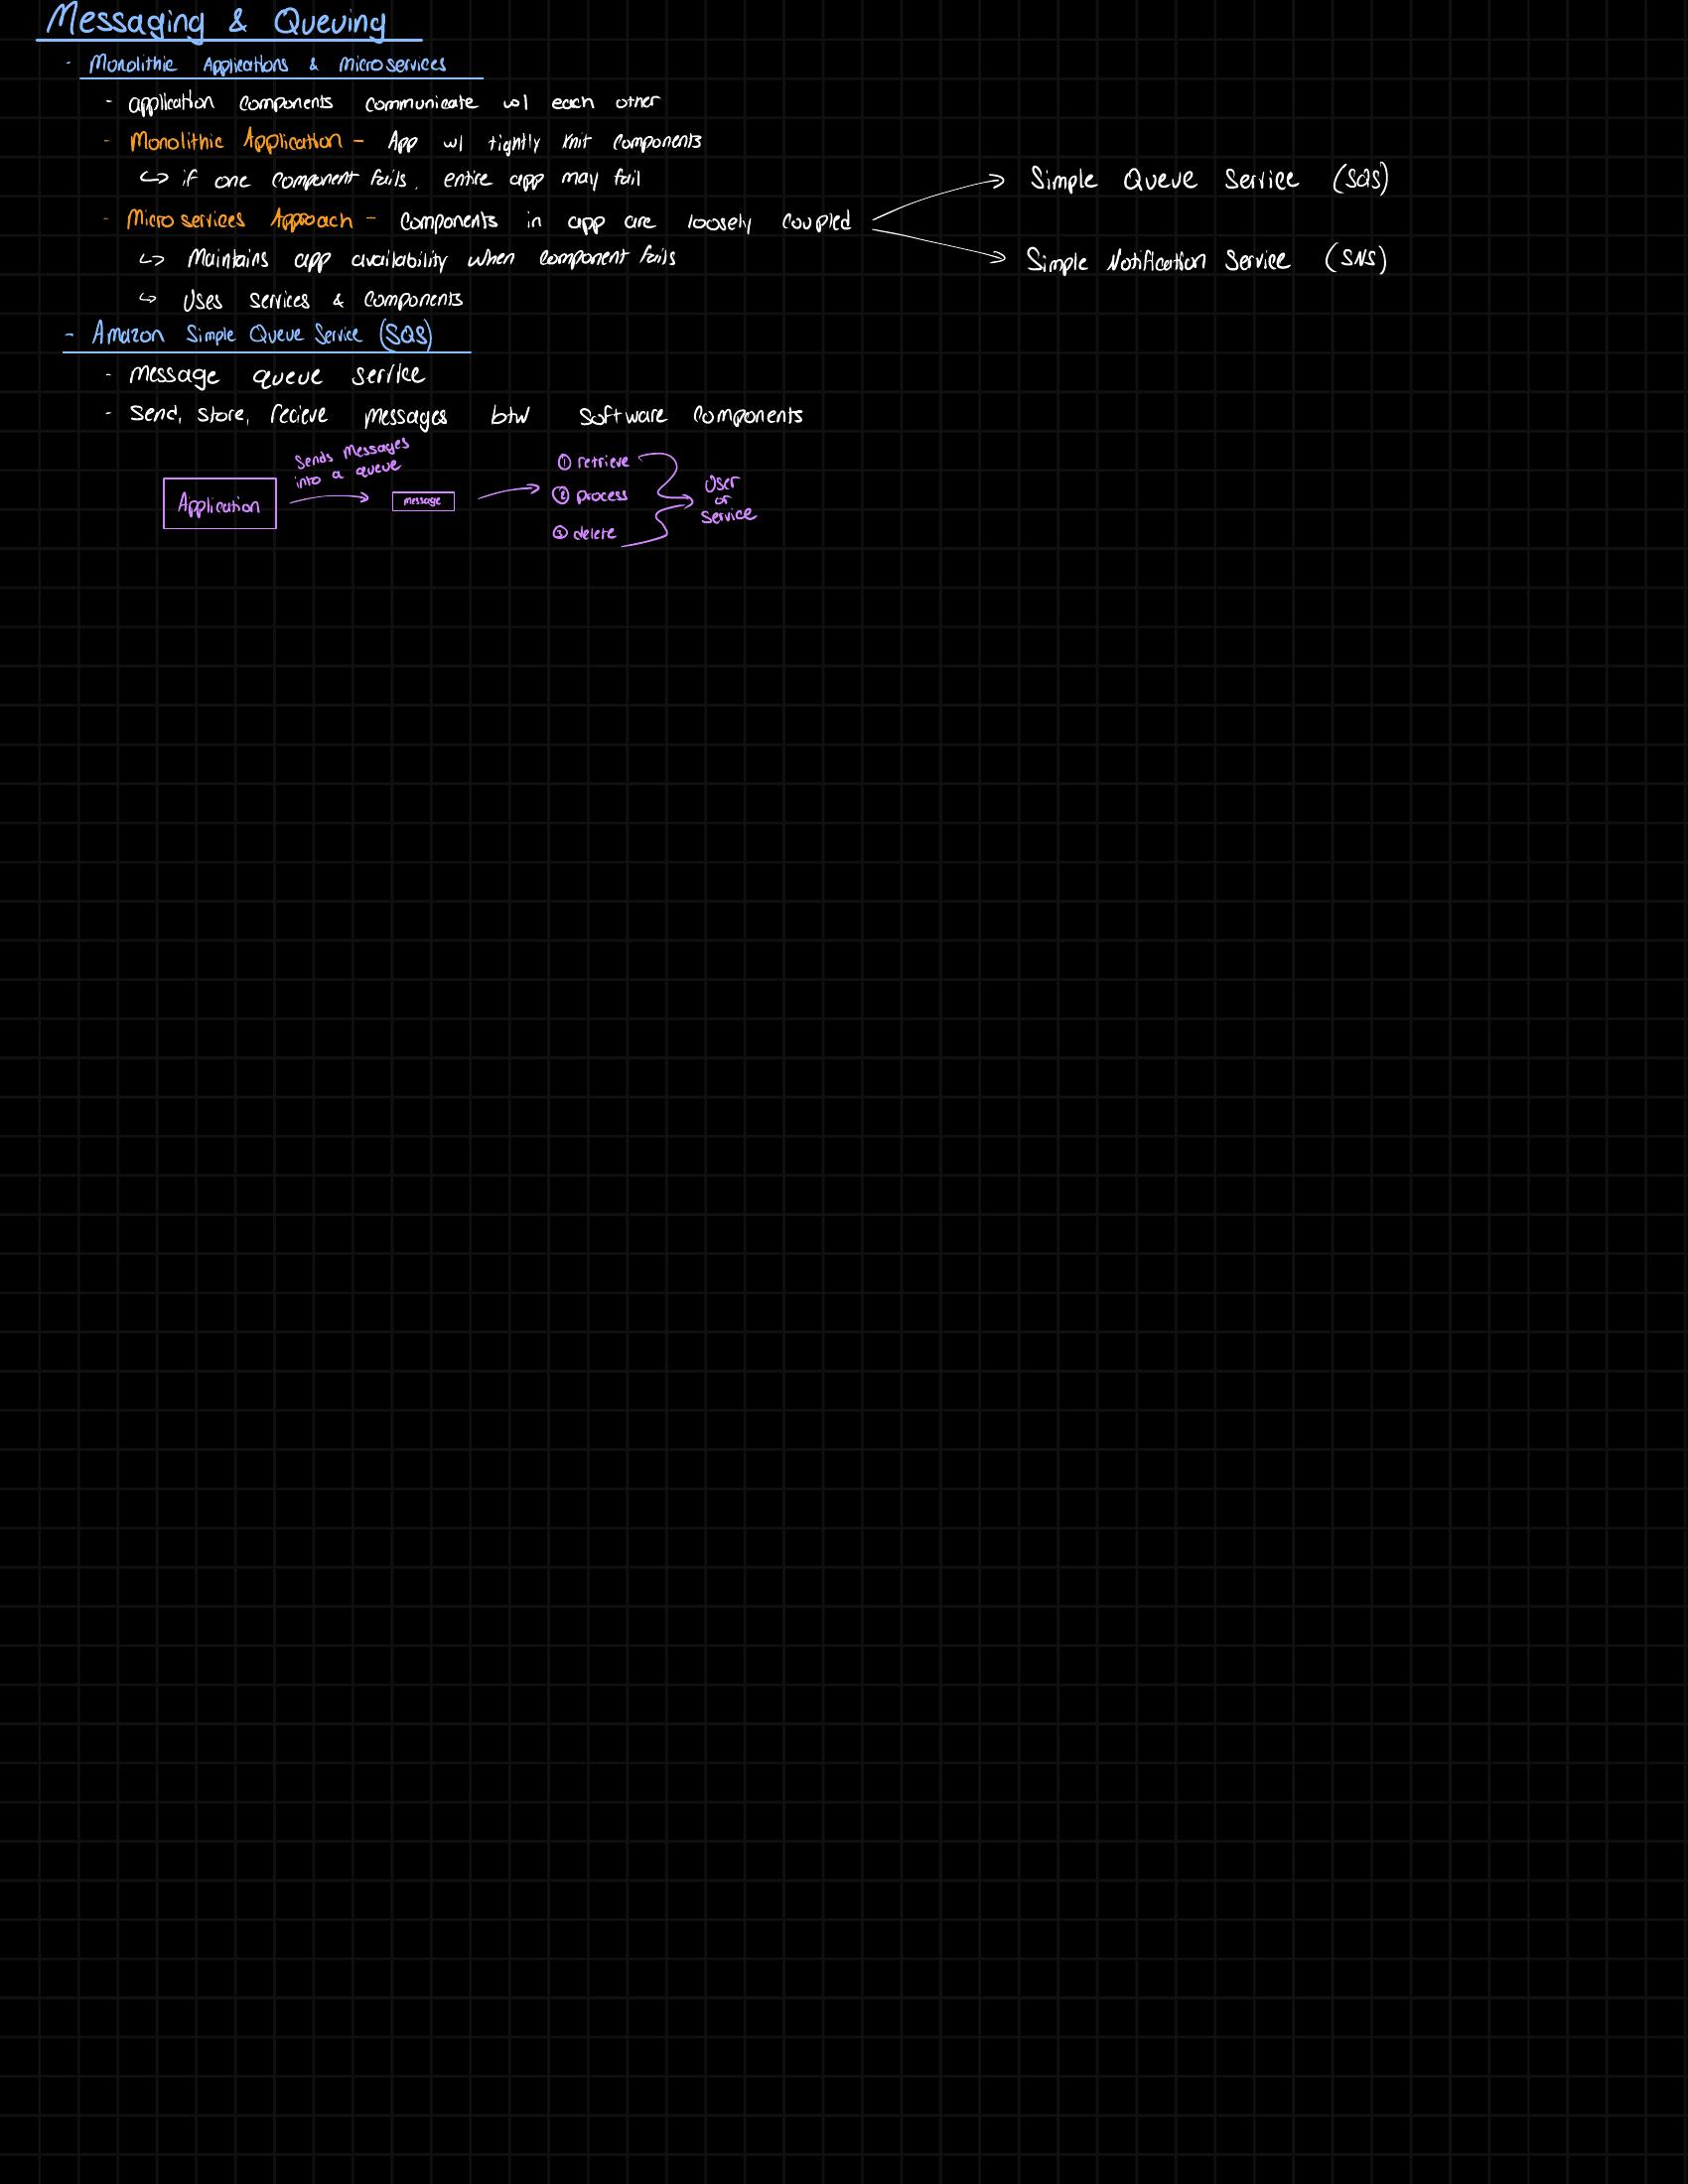 Messaging & Queuing
- Monolithic Applications & Microservices
- application components communicate w/ each other
- Monolithic Application - App w/ tightly knit components
↳ if one component fails, entire app may fail
- Microservices Approach - Components in app are loosely coupled
→ Simple Queue Service (SQS)
→ Simple Notification Service (SNS)
↳ Maintains app availability when component fails
↳ Uses services & components
- Amazon Simple Queue Service (SQS)
- Message queue service
- Send, store, recieve messages btw software components
Application
Sends Messages
into a queue
message
① retrieve
② process
③ delete
User
or
Service